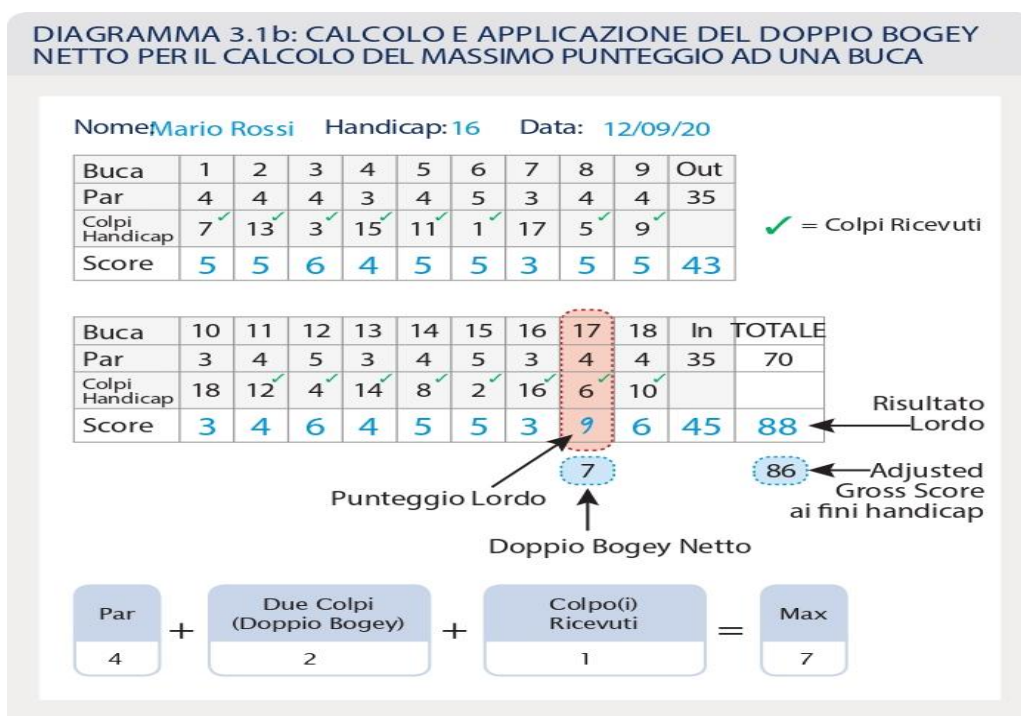 DIAGRAMMA 3.1b: CALCOLO E APPLICAZIONE DEL DOPPIO BOGEY
NETTO PER IL CALCOLO DEL MASSIMO PUNTEGGIO AD UNA BUCA
Nome: Mario Rossi Handicap: 16 Data: 12/09/20
Buca 1 2 3 4 5 6 7 8 9 Out
Par 4 4 4 3 4 5 3 4 4 35
Colpi Handicap 7✓ 13✓ 3✓ 15✓ 11✓ 1✓ 17 5✓ 9✓
Score 5 5 6 4 5 5 3 5 5 43
✓ = Colpi Ricevuti
Buca 10 11 12 13 14 15 16 17 18 In TOTALE
Par 3 4 5 3 4 5 3 4 4 35 70
Colpi Handicap 18 12✓ 4✓ 14✓ 8✓ 2✓ 16✓ 6✓ 10✓
Score 3 4 6 4 5 5 3 9 6 45 88
Risultato
Lordo
7
86
Adjusted
Gross Score
ai fini handicap
Punteggio Lordo
Doppio Bogey Netto
Par + Due Colpi (Doppio Bogey) + Colpo(i) Ricevuti = Max
4 2 1 7